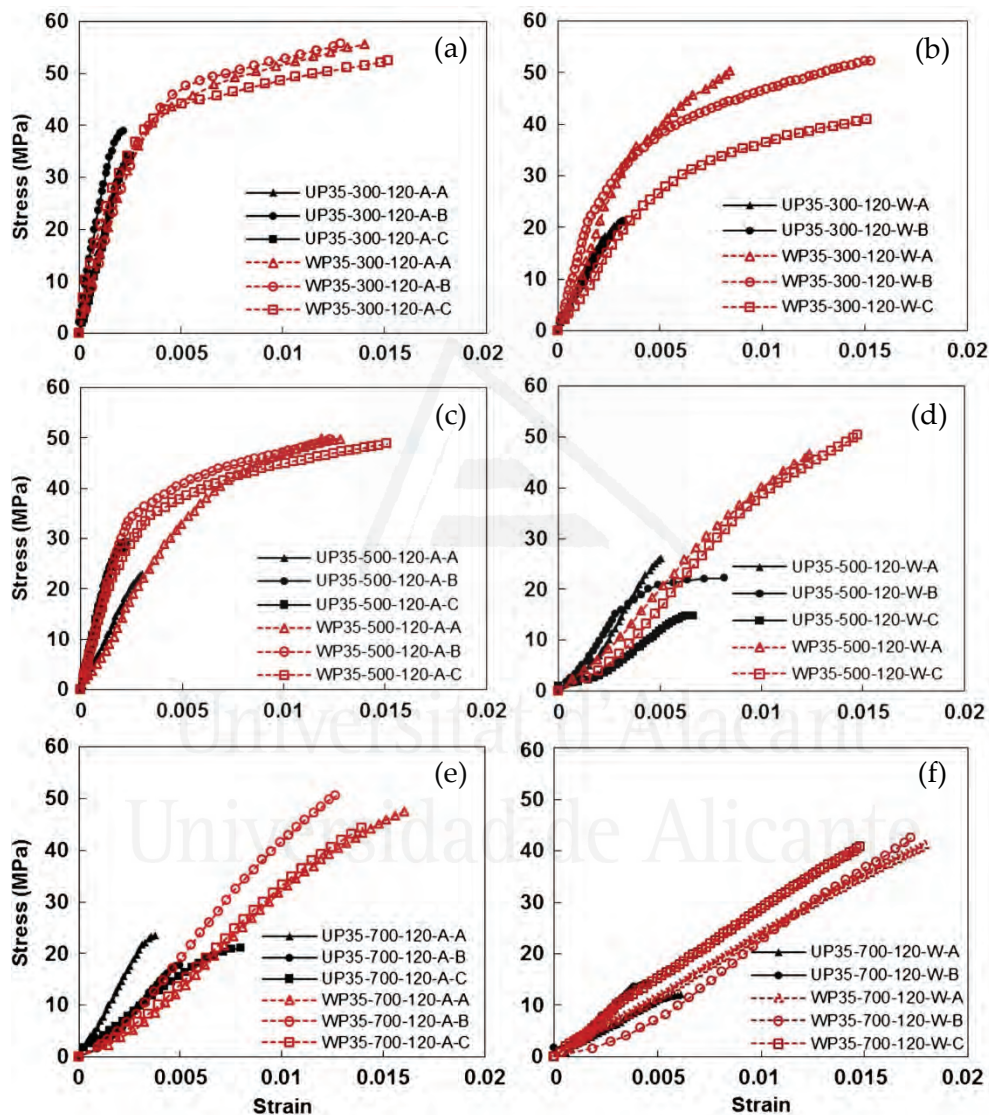 60
50
40
30
20
10
0
Stress (MPa)
(a)
UP35-300-120-A-A
UP35-300-120-A-B
UP35-300-120-A-C
WP35-300-120-A-A
WP35-300-120-A-B
WP35-300-120-A-C
0 0.005 0.01 0.015 0.02
60
50
40
30
20
10
0
(b)
UP35-300-120-W-A
UP35-300-120-W-B
WP35-300-120-W-A
WP35-300-120-W-B
WP35-300-120-W-C
0 0.005 0.01 0.015 0.02
60
50
40
30
20
10
0
Stress (MPa)
(c)
UP35-500-120-A-A
UP35-500-120-A-B
UP35-500-120-A-C
WP35-500-120-A-A
WP35-500-120-A-B
WP35-500-120-A-C
0 0.005 0.01 0.015 0.02
60
50
40
30
20
10
0
(d)
UP35-500-120-W-A
UP35-500-120-W-B
UP35-500-120-W-C
WP35-500-120-W-A
WP35-500-120-W-C
0 0.005 0.01 0.015 0.02
Universitat d'Alacant
Universidad de Alicante
60
50
40
30
20
10
0
Stress (MPa)
(e)
UP35-700-120-A-A
UP35-700-120-A-B
UP35-700-120-A-C
WP35-700-120-A-A
WP35-700-120-A-B
WP35-700-120-A-C
0 0.005 0.01 0.015 0.02
Strain
60
50
40
30
20
10
0
(f)
UP35-700-120-W-A
UP35-700-120-W-B
WP35-700-120-W-A
WP35-700-120-W-B
WP35-700-120-W-C
0 0.005 0.01 0.015 0.02
Strain